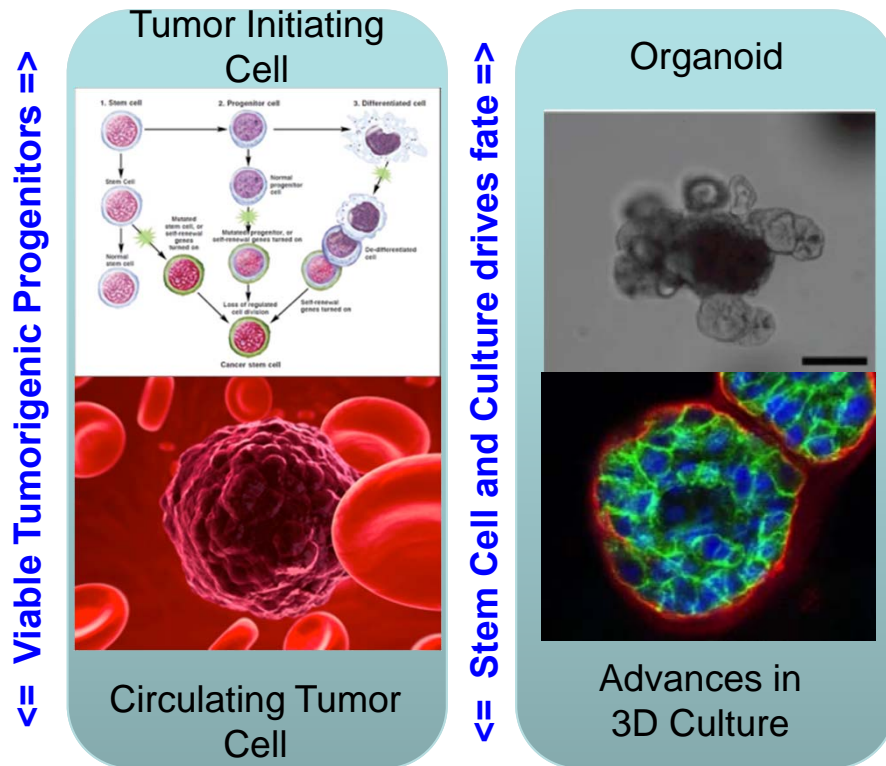 <= Viable Tumorigenic Progenitors =>
Tumor Initiating
Cell
1. Stem cell
2. Progenitor cell
3. Differentiated cell
Stem Cell
Normal
progenitor
cell
Mutated
stem cell, or
self-renewal
genes
turned on
Mutated progenitor, or
self-renewal genes turned on
De-differentiated
cell
Normal
stem cell
Loss of regulated
cell division
Self-renewal
genes turned on
Cancer stem cell
Circulating Tumor
Cell
<= Stem Cell and Culture drives fate =>
Organoid
Advances in
3D Culture